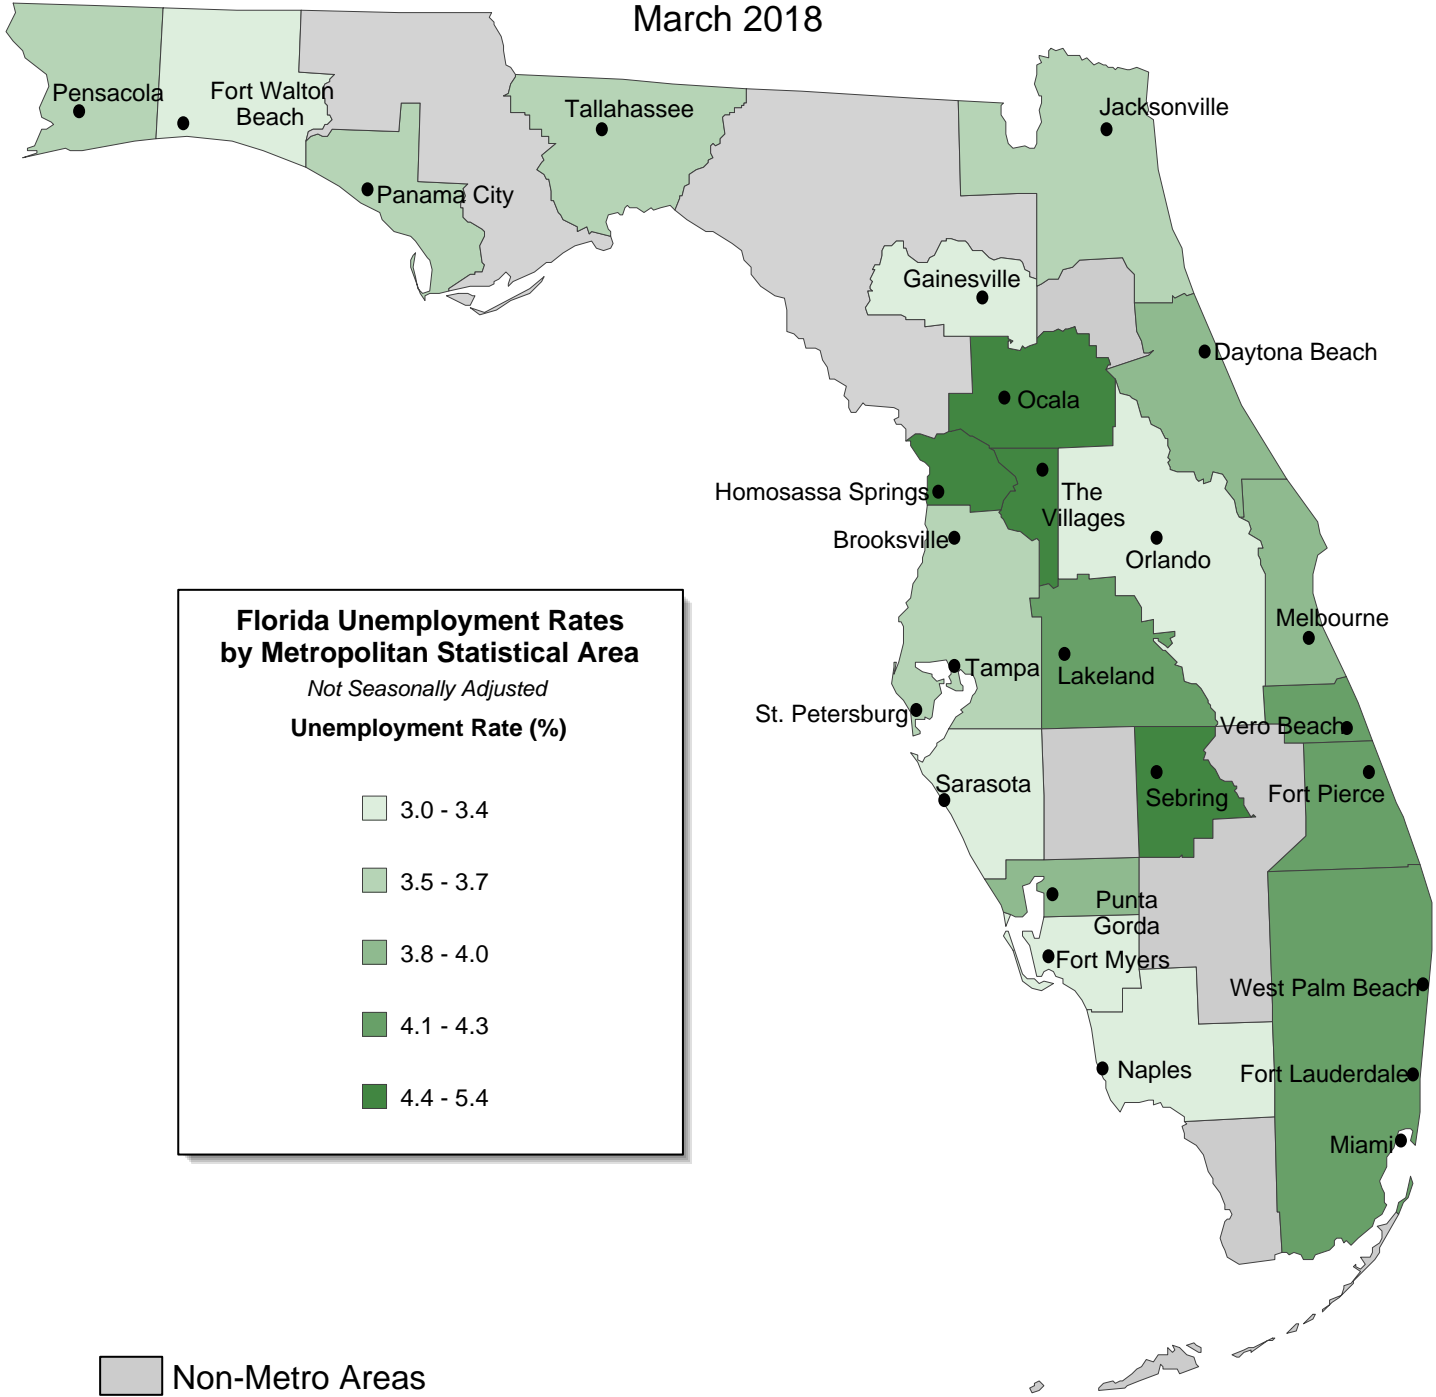 March 2018
Pensacola
Fort Walton
Beach
Tallahassee
Jacksonville
Panama City
Gainesville
Daytona Beach
Ocala
Homosassa Springs
The
Villages
Brooksville
Orlando
Melbourne
Tampa
Lakeland
St. Petersburg
Vero Beach
Sarasota
Sebring
Fort Pierce
Punta
Gorda
Fort Myers
West Palm Beach
Naples
Fort Lauderdale
Miami
Florida Unemployment Rates
by Metropolitan Statistical Area
Not Seasonally Adjusted
Unemployment Rate (%)
3.0 - 3.4
3.5 - 3.7
3.8 - 4.0
4.1 - 4.3
4.4 - 5.4
Non-Metro Areas